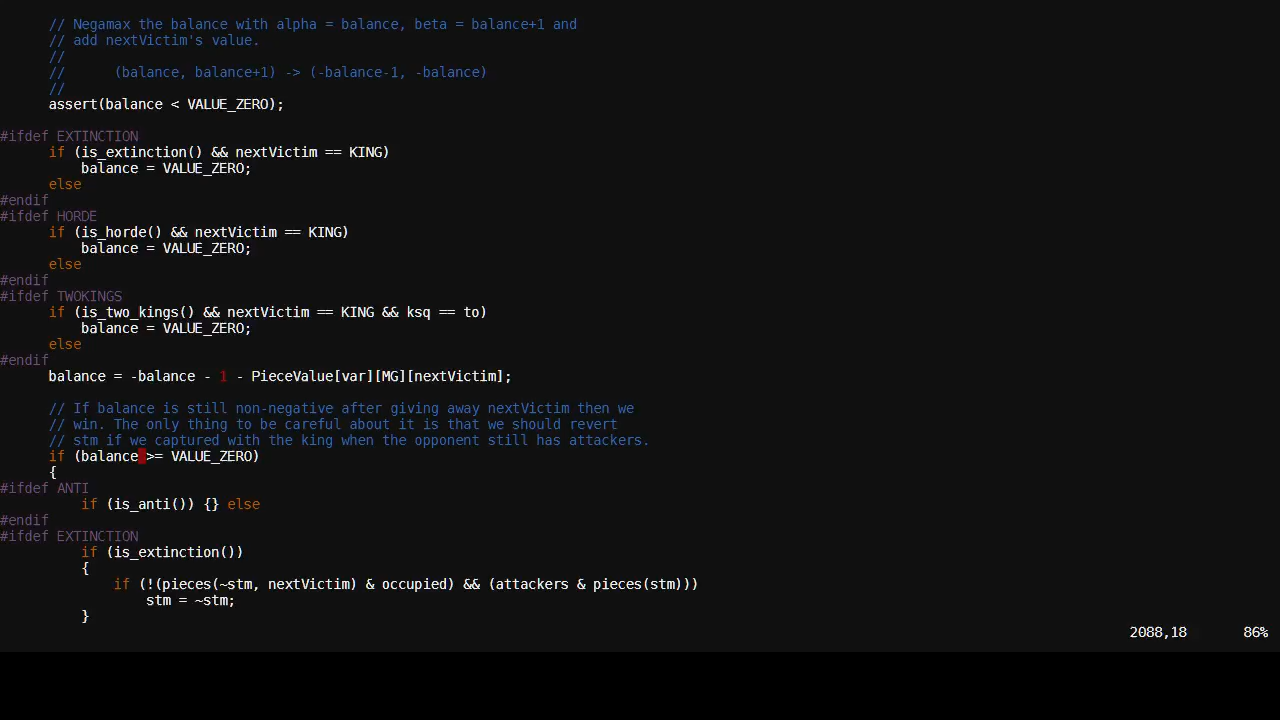 // Negamax the balance with alpha = balance, beta = balance+1 and
// add nextVictim's value.
//
//      (balance, balance+1) -> (-balance-1, -balance)
//
assert(balance < VALUE_ZERO);
#ifdef EXTINCTION
if (is_extinction() && nextVictim == KING)
balance = VALUE_ZERO;
else
#endif
#ifdef HORDE
if (is_horde() && nextVictim == KING)
balance = VALUE_ZERO;
else
#endif
#ifdef TWOKINGS
if (is_two_kings() && nextVictim == KING && ksq == to)
balance = VALUE_ZERO;
else
#endif
balance = -balance - 1 - PieceValue[var][MG][nextVictim];
// If balance is still non-negative after giving away nextVictim then we
// win. The only thing to be careful about it is that we should revert
// stm if we captured with the king when the opponent still has attackers.
if (balance >= VALUE_ZERO)
{
#ifdef ANTI
if (is_anti()) {} else
#endif
#ifdef EXTINCTION
if (is_extinction())
{
if (!(pieces(~stm, nextVictim) & occupied) && (attackers & pieces(stm)))
stm = ~stm;
}
2088,18 86%